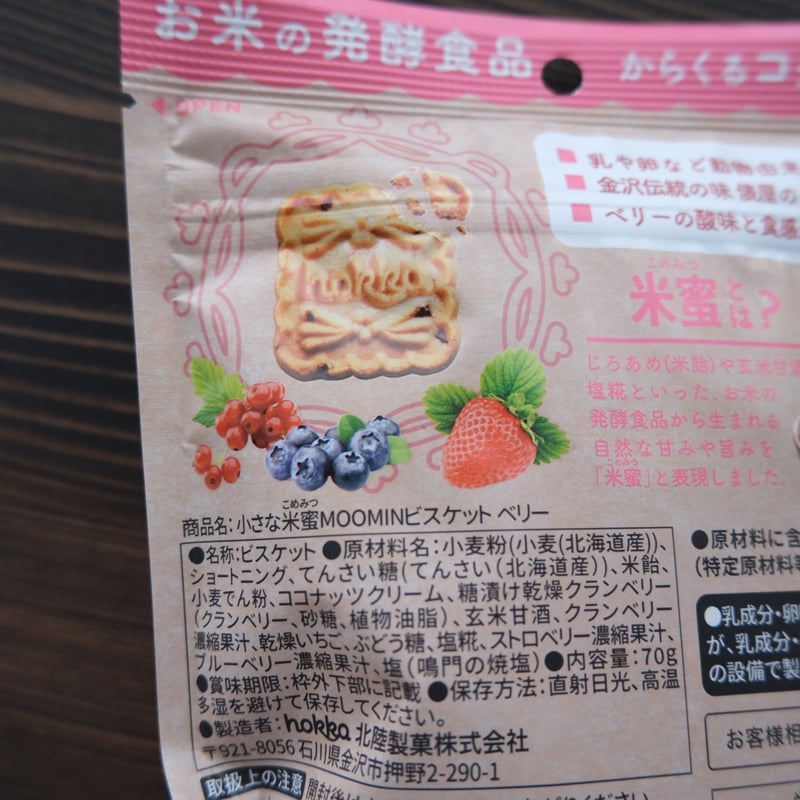 お米の発酵食品
からくるコ
OPEN
乳や卵など動物由来
金沢伝統の味 俵屋の
ベリーの酸味と食感
hokka
こめみつ
米蜜とは?
じろあめ(米飴)や玄米甘酒
塩糀といった、お米の
発酵食品から生まれる
自然な甘みや旨みを
こめみつ
「米蜜」と表現しました。
こめみつ
商品名:小さな米蜜MOOMINビスケット ベリー
●名称:ビスケット ●原材料名:小麦粉(小麦(北海道産))、
ショートニング、てんさい糖(てんさい(北海道産))、米飴、
小麦でん粉、ココナッツクリーム、糖漬け乾燥クランベリー
(クランベリー、砂糖、植物油脂)、玄米甘酒、クランベリー
濃縮果汁、乾燥いちご、ぶどう糖、塩糀、ストロベリー濃縮果汁、
ブルーベリー濃縮果汁、塩(鳴門の焼塩)●内容量:70g
●賞味期限:枠外下部に記載 ●保存方法:直射日光、高温
多湿を避けて保存してください。
●製造者:hokka 北陸製菓株式会社
〒921-8056 石川県金沢市押野2-290-1
取扱上の注意
●原材料に含
(特定原材料等
●乳成分・卵
が、乳成分・
の設備で製
お客様相